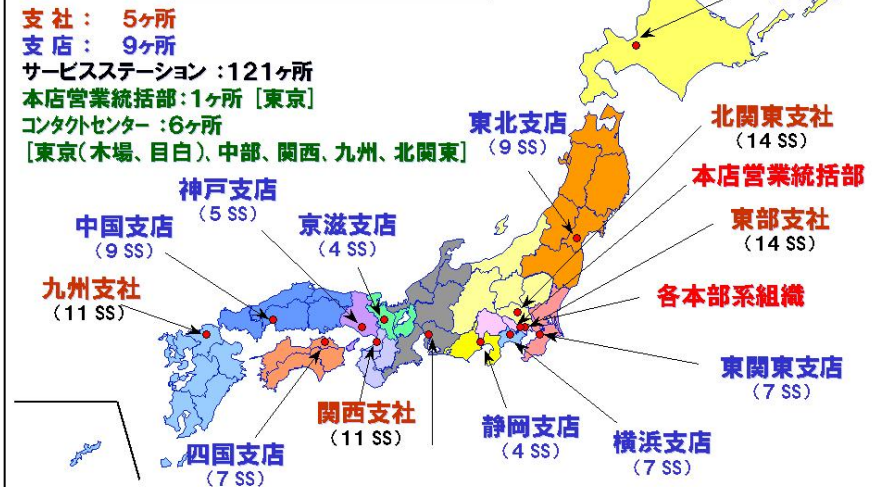 支社： 5ヶ所
支店： 9ヶ所
サービスステーション：121ヶ所
本店営業統括部：1ヶ所 [東京]
コンタクトセンター：6ヶ所
[東京(木場、目白)、中部、関西、九州、北関東]
東北支店
(9 SS)
北関東支社
(14 SS)
本店営業統括部
神戸支店
(5 SS)
京滋支店
(4 SS)
中国支店
(9 SS)
東部支社
(14 SS)
九州支社
(11 SS)
各本部系組織
東関東支店
(7 SS)
関西支社
(11 SS)
静岡支店
(4 SS)
横浜支店
(7 SS)
四国支店
(7 SS)